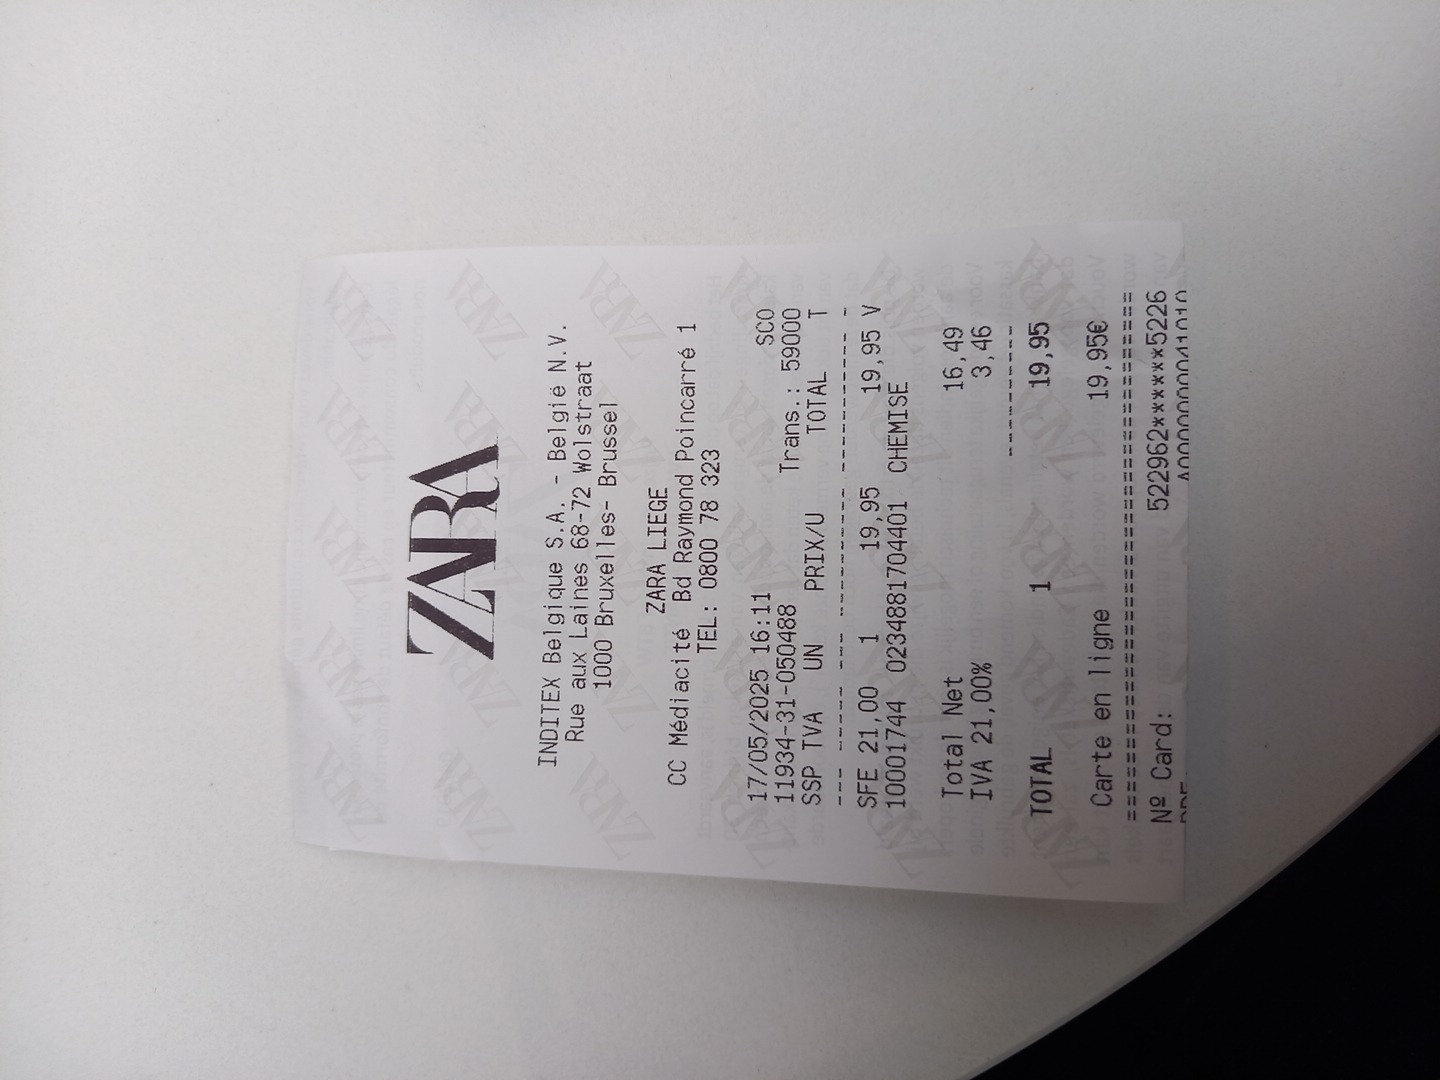 ZARA
INDITEX Belgique S.A. - België N.V.
Rue aux Laines 68-72 Wolstraat
1000 Bruxelles- Brussel
ZARA LIEGE
CC Médiacité Bd Raymond Poincarré 1
TEL: 0800 78 323
17/05/2025 16:11 SCO
11934-31-050488 Trans.: 59000
SSP TVA UN PRIX/U TOTAL T
--- ----- --- --------- --------- -
SFE 21,00 1 19,95 19,95 V
10001744 02348817044​01 CHEMISE
Total Net 16,49
IVA 21,00% 3,46
----------
TOTAL 1 19,95
Carte en ligne 19,95€
======================================
Nº Card: 522962******5226